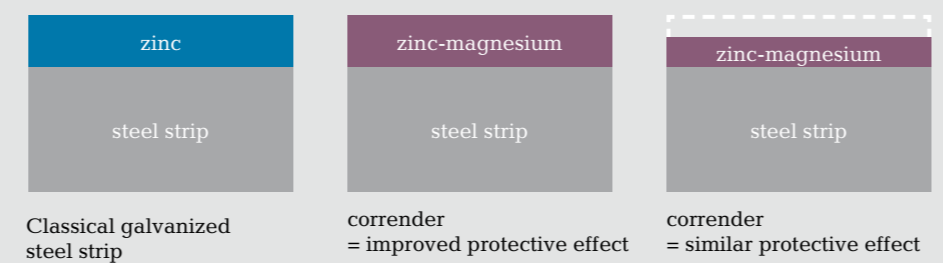 zinc
steel strip
Classical galvanized
steel strip
zinc-magnesium
steel strip
corrender
= improved protective effect
zinc-magnesium
steel strip
corrender
= similar protective effect